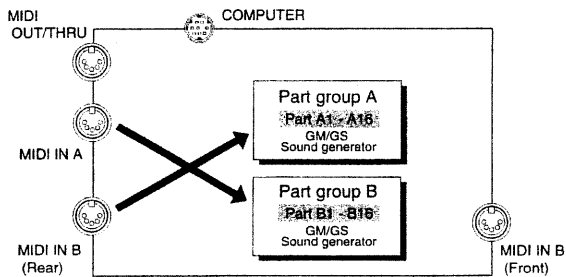 MIDI
OUT/THRU
COMPUTER
MIDI IN A
MIDI IN B
(Rear)
Part group A
Part A1 - A16
GM/GS
Sound generator
Part group B
Part B1 - B16
GM/GS
Sound generator
MIDI IN B
(Front)